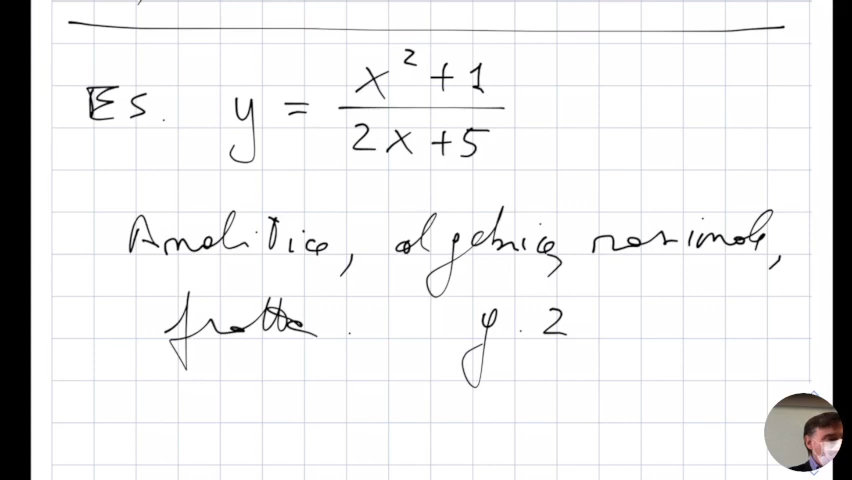 Es. y = x²+1 / 2x+5
Analitica, algebrica, razionale,
fratta. g. 2